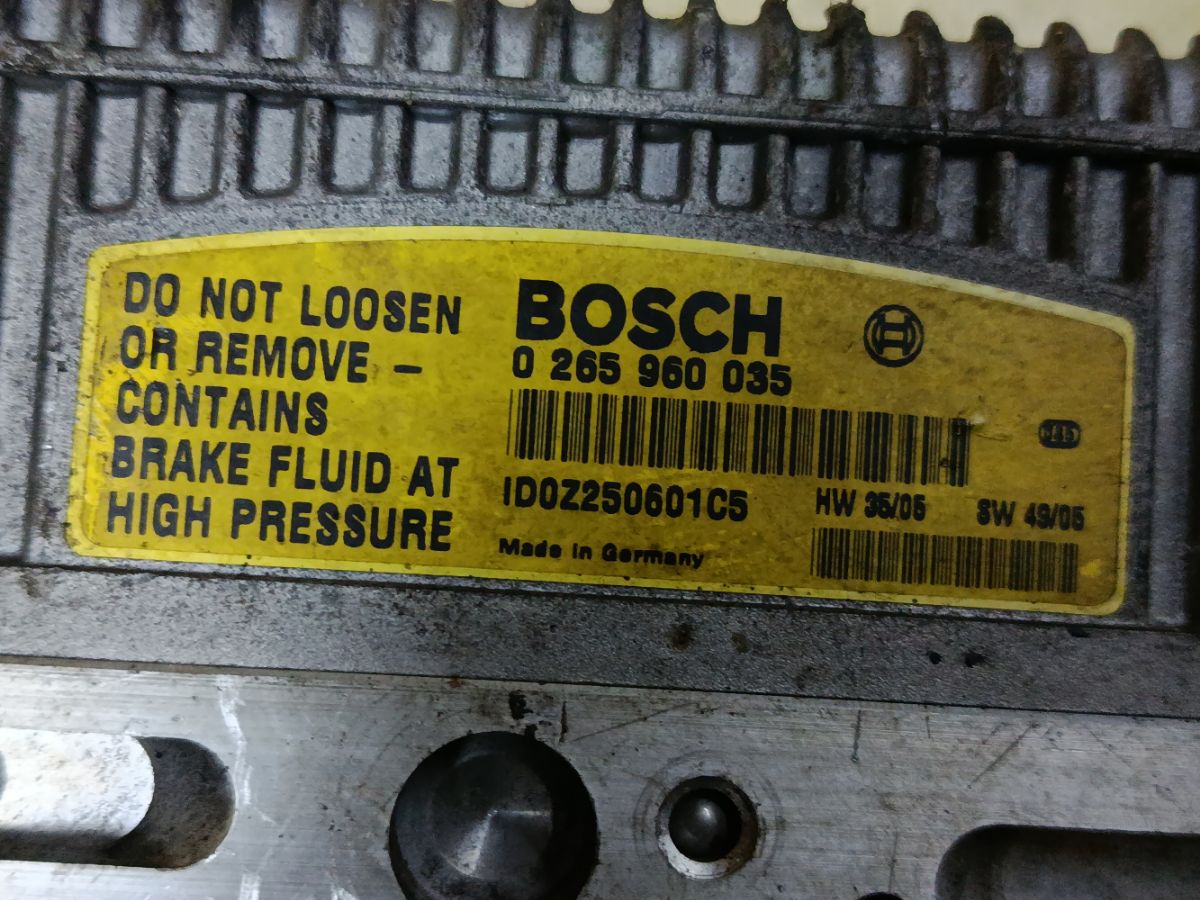 DO NOT LOOSEN
OR REMOVE –
CONTAINS
BRAKE FLUID AT
HIGH PRESSURE
BOSCH
0 265 960 035
ID0Z250601C5
HW 35/05 SW 49/05
Made in Germany